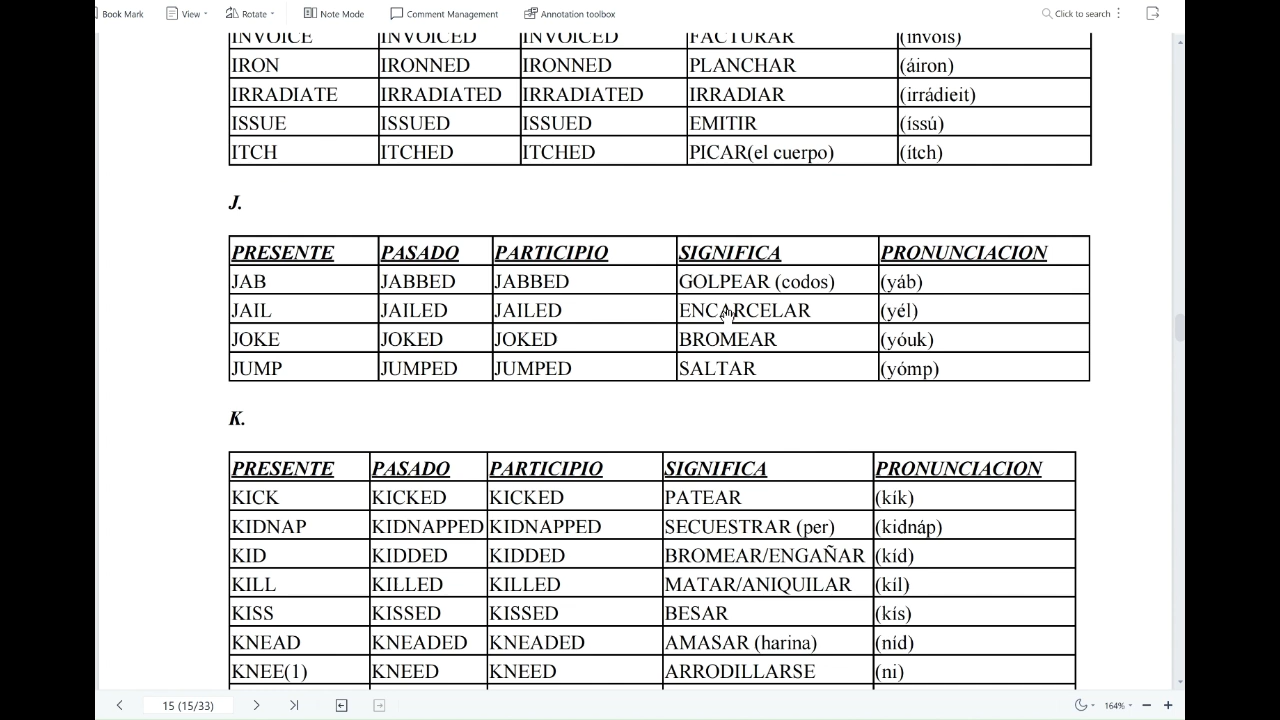 Book Mark View Rotate Note Mode Comment Management Annotation toolbox Click to search
INVOICE INVOICED INVOICED FACTURAR (invóis)
IRON IRONNED IRONNED PLANCHAR (áiron)
IRRADIATE IRRADIATED IRRADIATED IRRADIAR (irrádieit)
ISSUE ISSUED ISSUED EMITIR (íssú)
ITCH ITCHED ITCHED PICAR(el cuerpo) (ítch)
J.
PRESENTE PASADO PARTICIPIO SIGNIFICA PRONUNCIACION
JAB JABBED JABBED GOLPEAR (codos) (yáb)
JAIL JAILED JAILED ENCARCELAR (yél)
JOKE JOKED JOKED BROMEAR (yóuk)
JUMP JUMPED JUMPED SALTAR (yómp)
K.
PRESENTE PASADO PARTICIPIO SIGNIFICA PRONUNCIACION
KICK KICKED KICKED PATEAR (kík)
KIDNAP KIDNAPPED KIDNAPPED SECUESTRAR (per) (kidnáp)
KID KIDDED KIDDED BROMEAR/ENGAÑAR (kíd)
KILL KILLED KILLED MATAR/ANIQUILAR (kíl)
KISS KISSED KISSED BESAR (kís)
KNEAD KNEADED KNEADED AMASAR (harina) (níd)
KNEE(1) KNEED KNEED ARRODILLARSE (ni)
15 (15/33) 164%